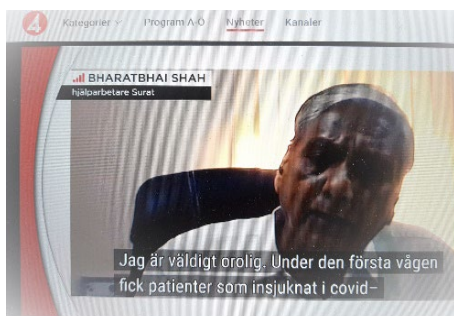 4 Kategorier Program A-Ö Nyheter Kanaler
BHARATBHAI SHAH
hjälparbetare Surat
Jag är väldigt orolig. Under den första vågen
fick patienter som insjuknat i covid–